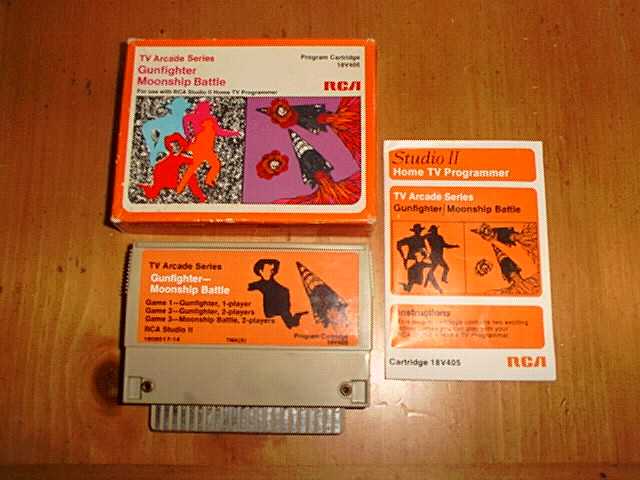 TV Arcade Series
Gunfighter
Moonship Battle
For use with RCA Studio II Home TV Programmer
Program Cartridge
18V405
RCA
Studio II
Home TV Programmer
TV Arcade Series
Gunfighter Moonship Battle
Instructions
Cartridge 18V405
RCA
TV Arcade Series
Gunfighter—
Moonship Battle
Game 1—Gunfighter, 1-player
Game 2—Gunfighter, 2-players
Game 3—Moonship Battle, 2-players
RCA Studio II
Program Cartridge
18V405